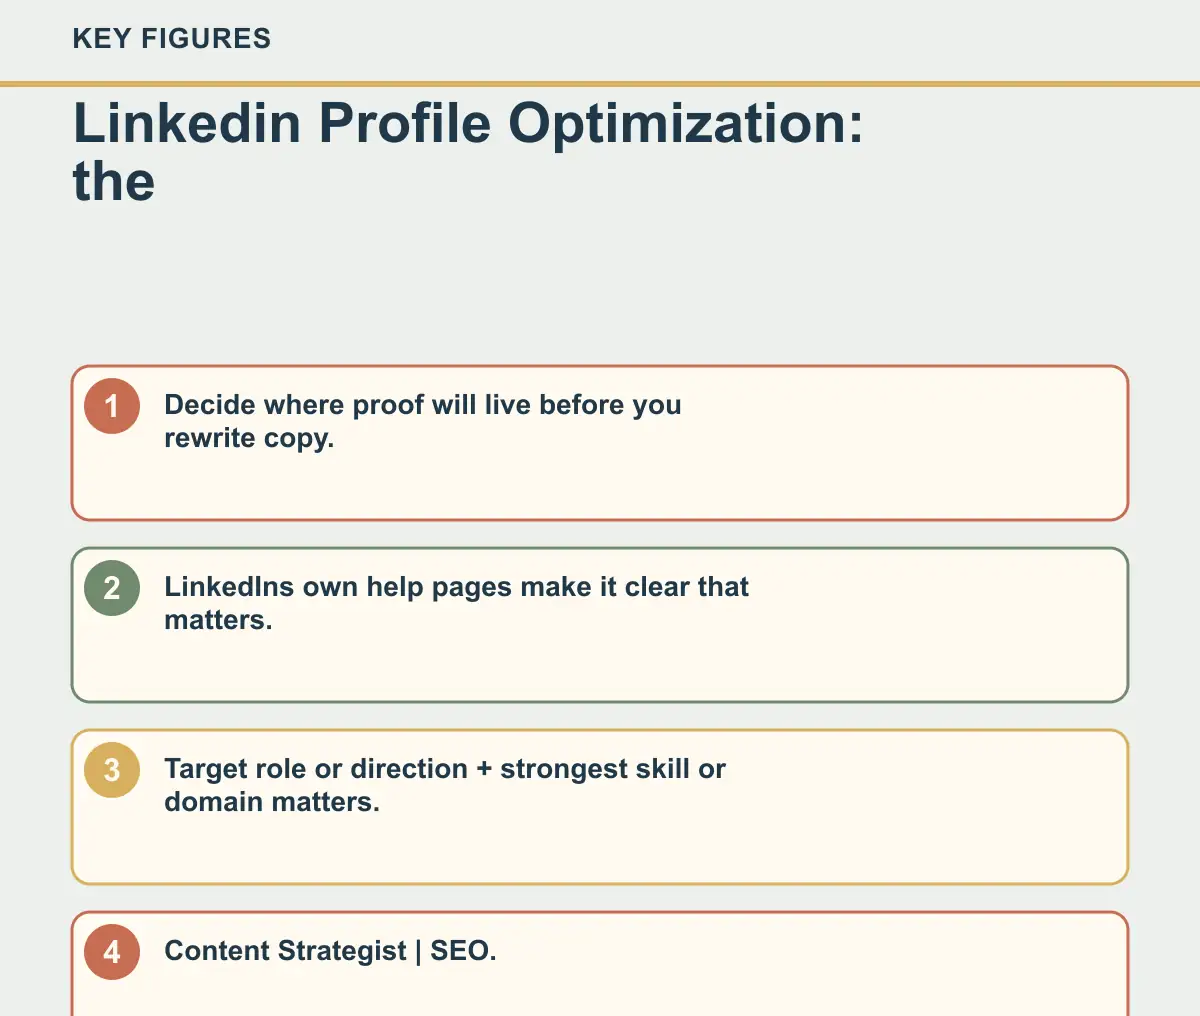 KEY FIGURES
Linkedin Profile Optimization:
the
1
Decide where proof will live before you
rewrite copy.
2
LinkedIns own help pages make it clear that
matters.
3
Target role or direction + strongest skill or
domain matters.
4
Content Strategist | SEO.